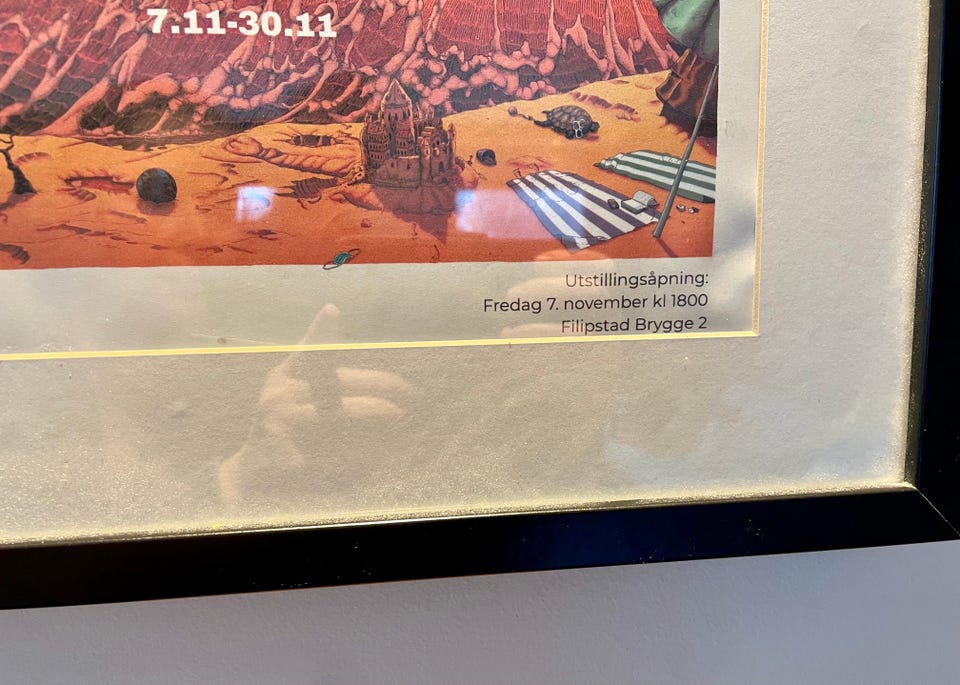 7.11-30.11
Utstillingsåpning:
Fredag 7. november kl 1800
Filipstad Brygge 2